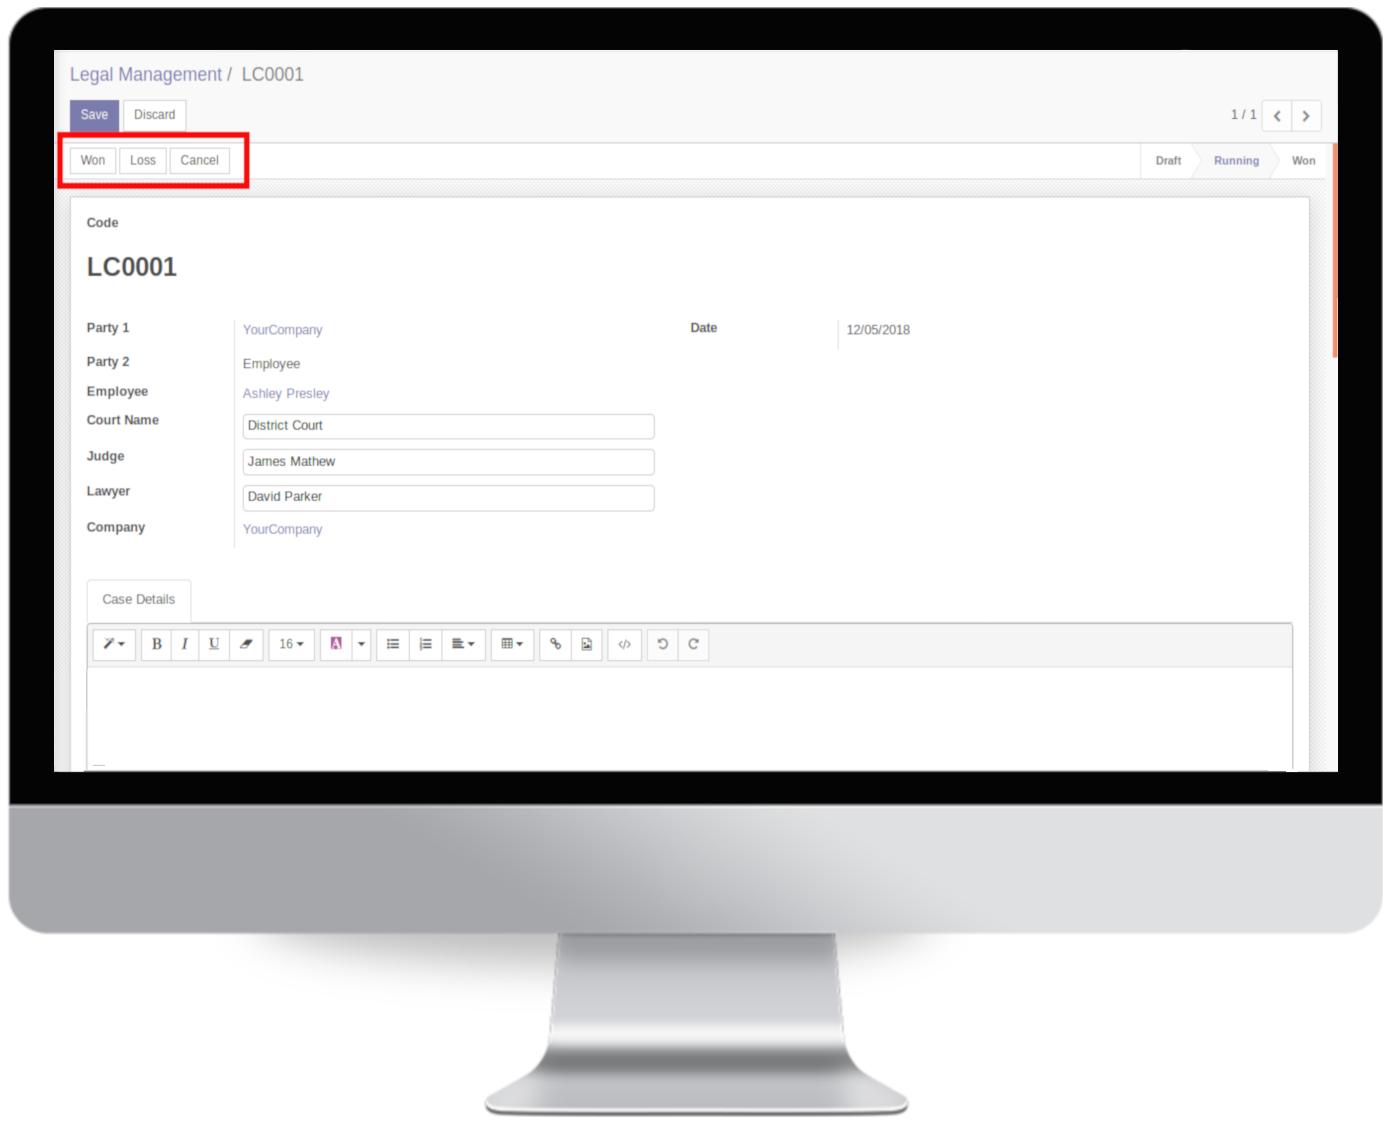 Legal Management / LC0001
Save Discard 1 / 1
Won Loss Cancel Draft Running Won
Code
LC0001
Party 1 YourCompany Date 12/05/2018
Party 2 Employee
Employee Ashley Presley
Court Name District Court
Judge James Mathew
Lawyer David Parker
Company YourCompany
Case Details
B I U 16 A </>